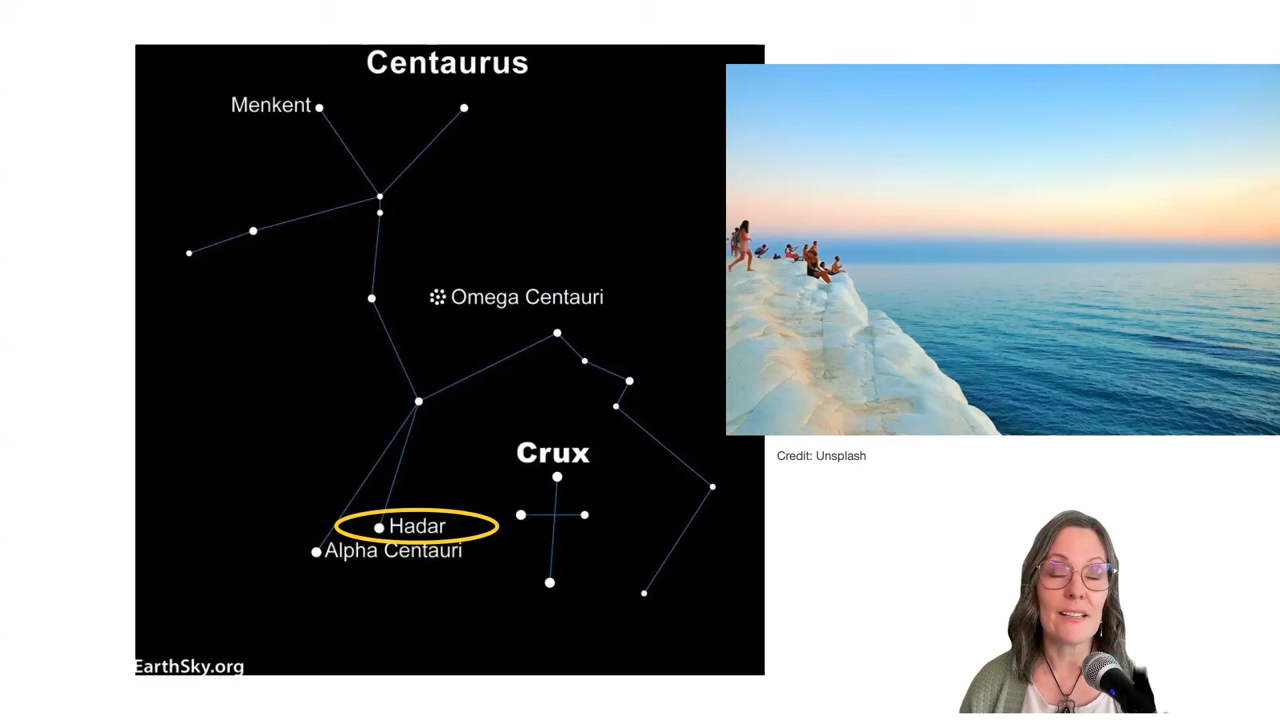 Centaurus
Menkent
Omega Centauri
Crux
Hadar
Alpha Centauri
EarthSky.org
Credit: Unsplash